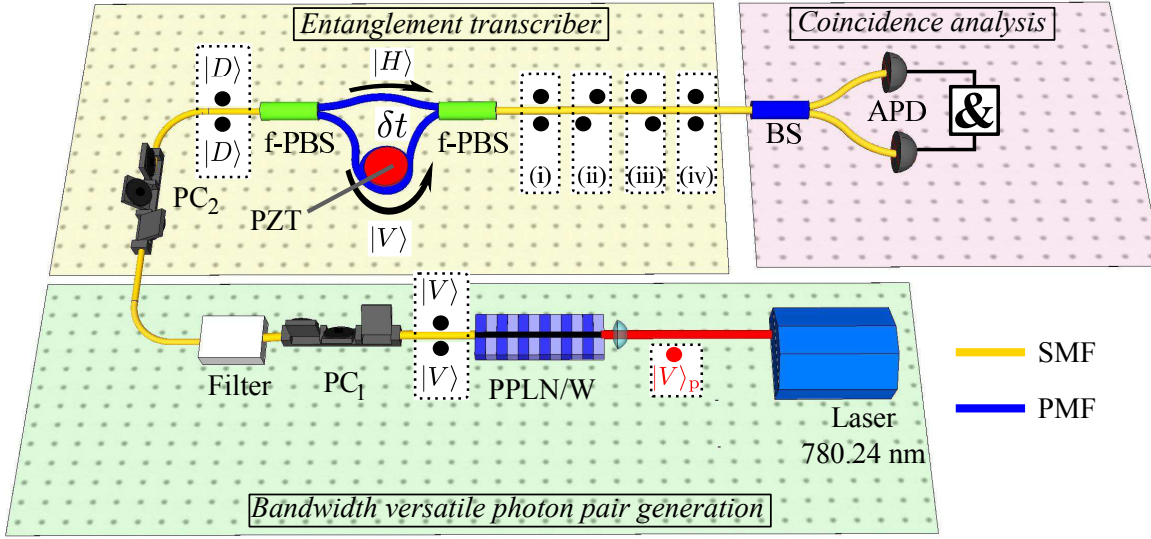 Entanglement transcriber
Coincidence analysis
|D⟩
|D⟩
|H⟩
δt
f-PBS
f-PBS
PZT
|V⟩
PC2
(i)
(ii)
(iii)
(iv)
BS
APD
&
|V⟩
|V⟩
Filter
PC1
PPLN/W
|V⟩p
Laser
780.24 nm
SMF
PMF
Bandwidth versatile photon pair generation